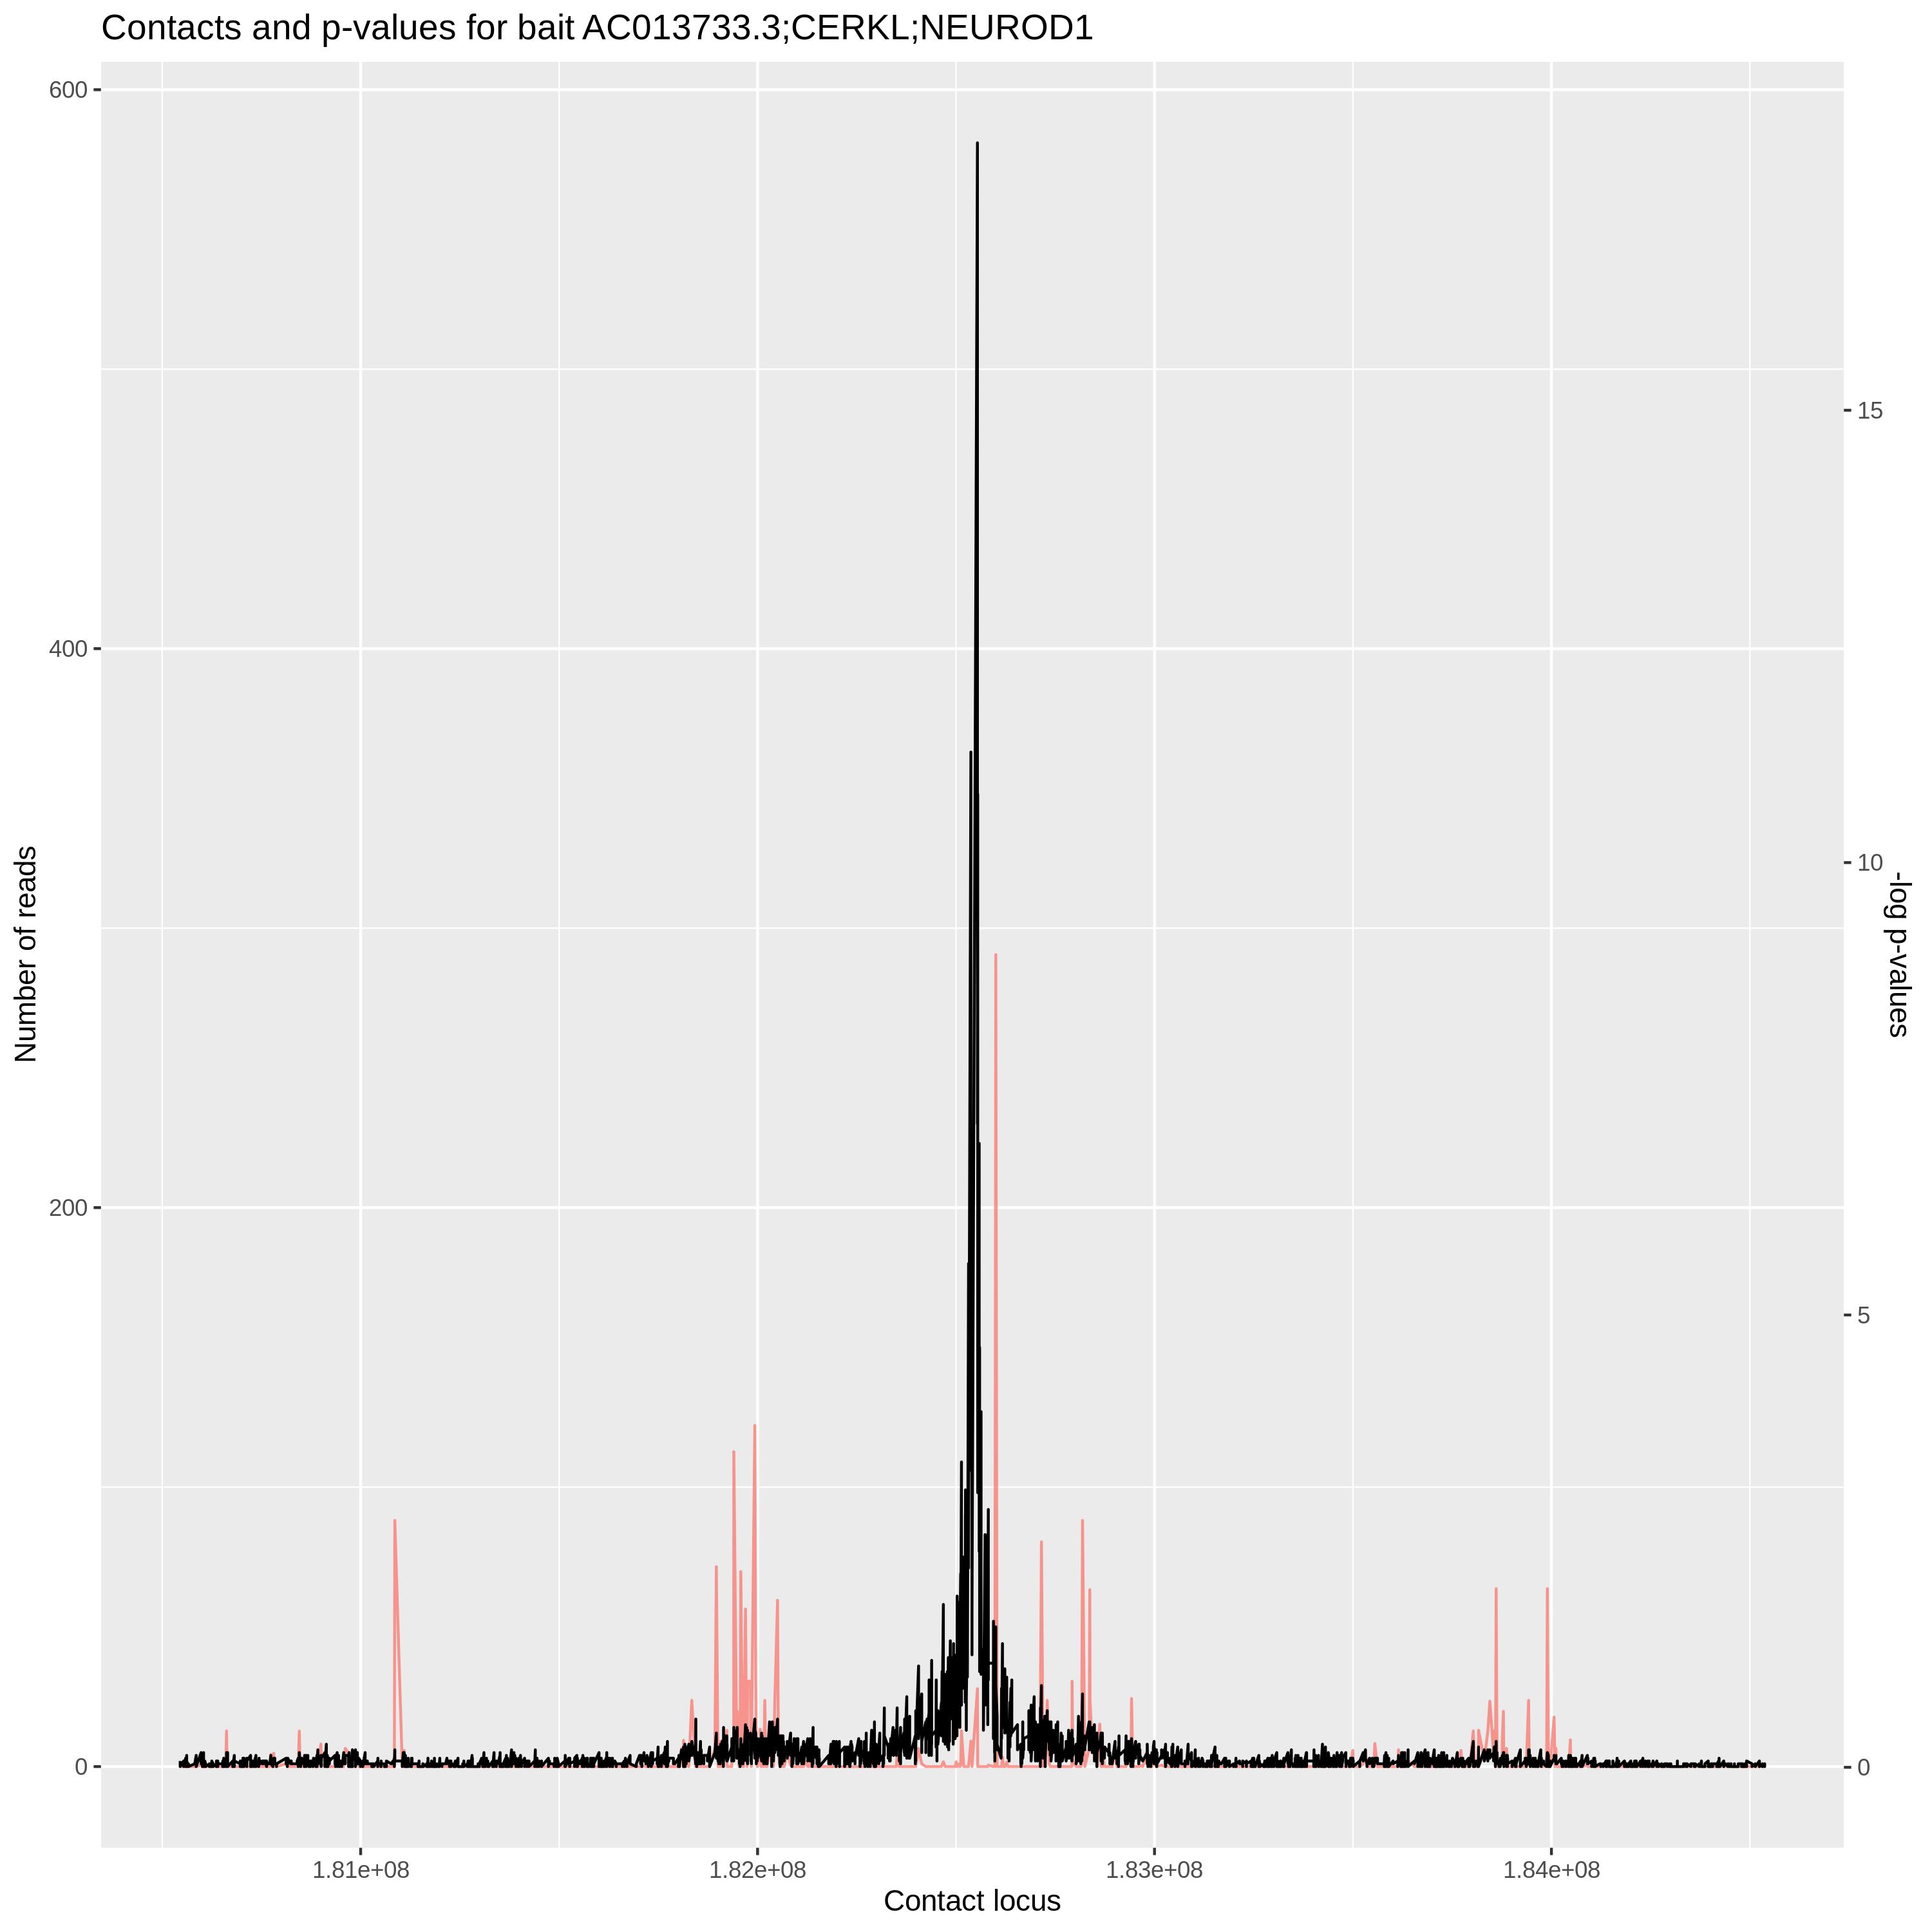 Contacts and p-values for bait AC013733.3;CERKL;NEUROD1
600
400
200
0
Number of reads
15
10
5
0
-log p-values
1.81e+08
1.82e+08
1.83e+08
1.84e+08
Contact locus